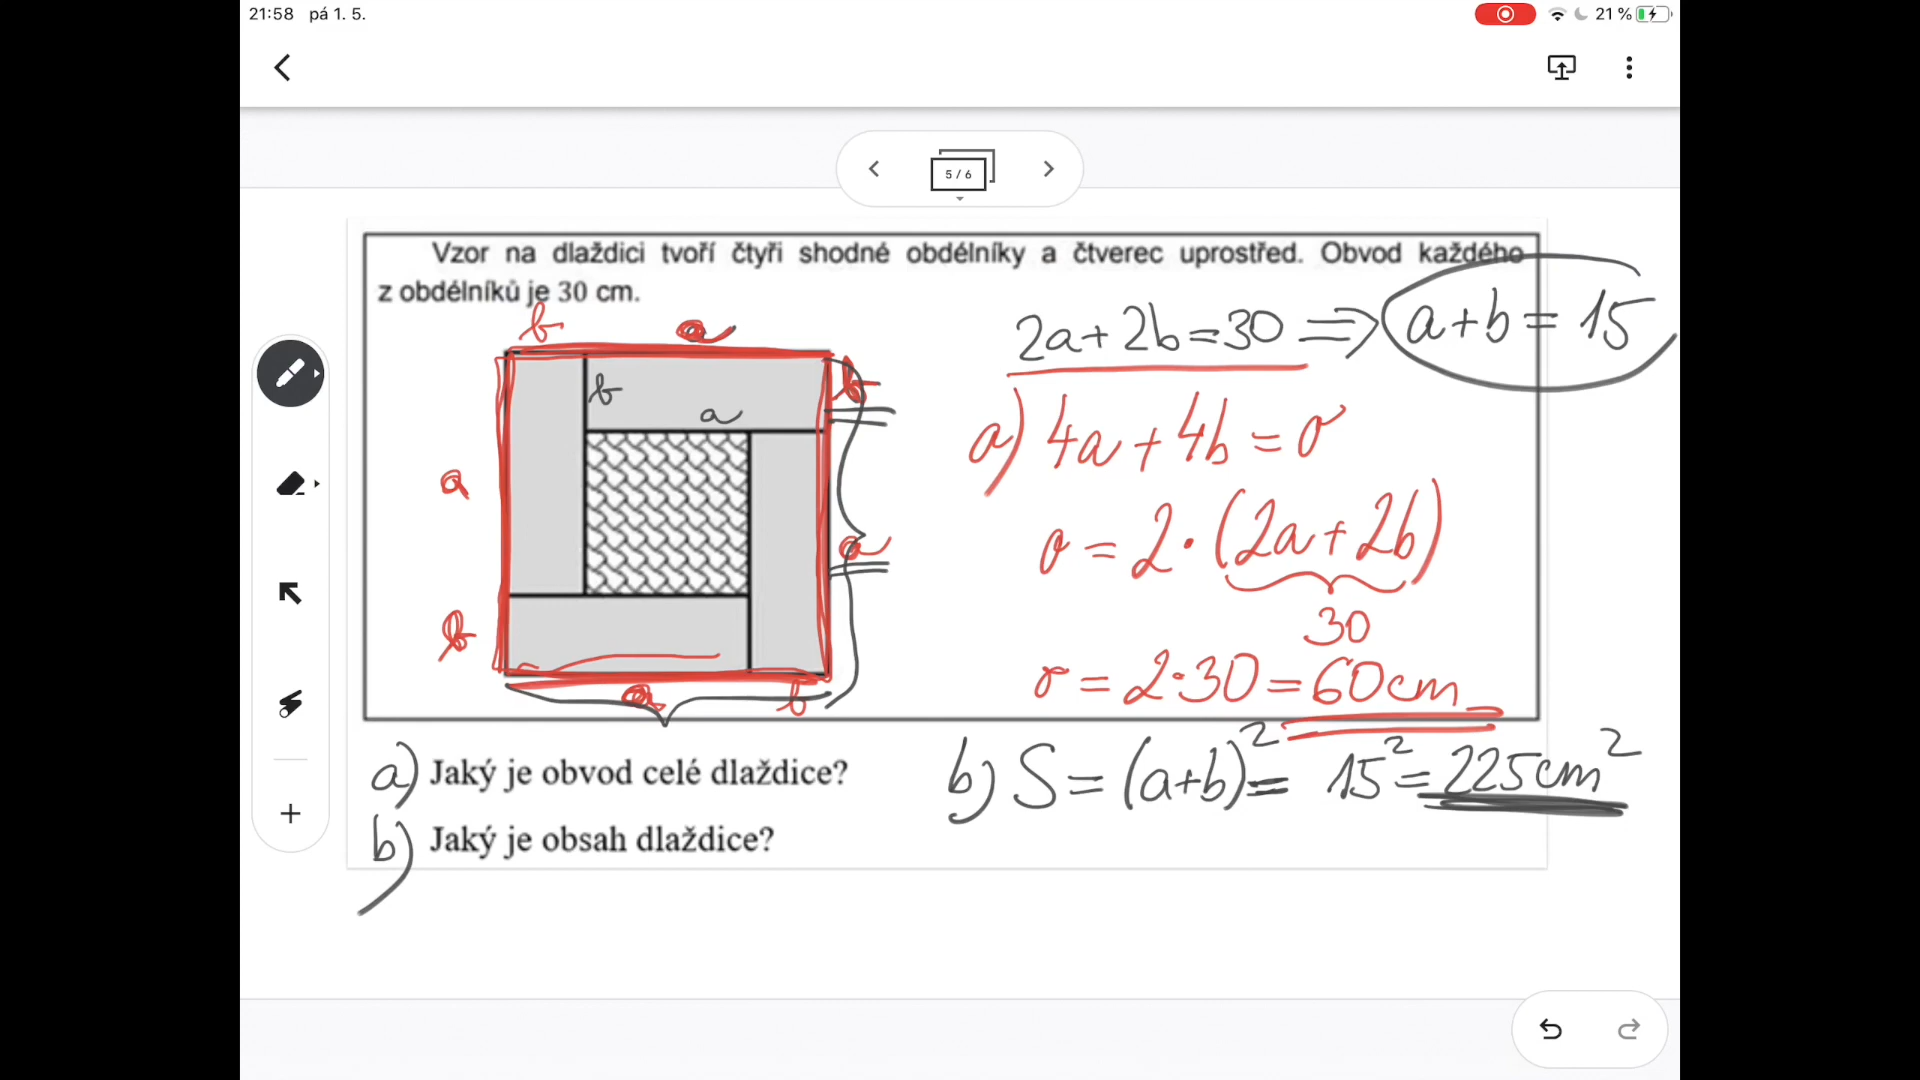 21:58 pá 1. 5.
21 %
5 / 6
Vzor na dlaždici tvoří čtyři shodné obdélníky a čtverec uprostřed. Obvod každého
z obdélníků je 30 cm.
2a+2b=30 => a+b = 15
b a
b
b
a
a) 4a + 4b = o
a
a
o = 2 · (2a + 2b)
30
b
o = 2·30 = 60cm
a b
a) Jaký je obvod celé dlaždice?
b) S = (a+b)² = 15² = 225cm²
b) Jaký je obsah dlaždice?